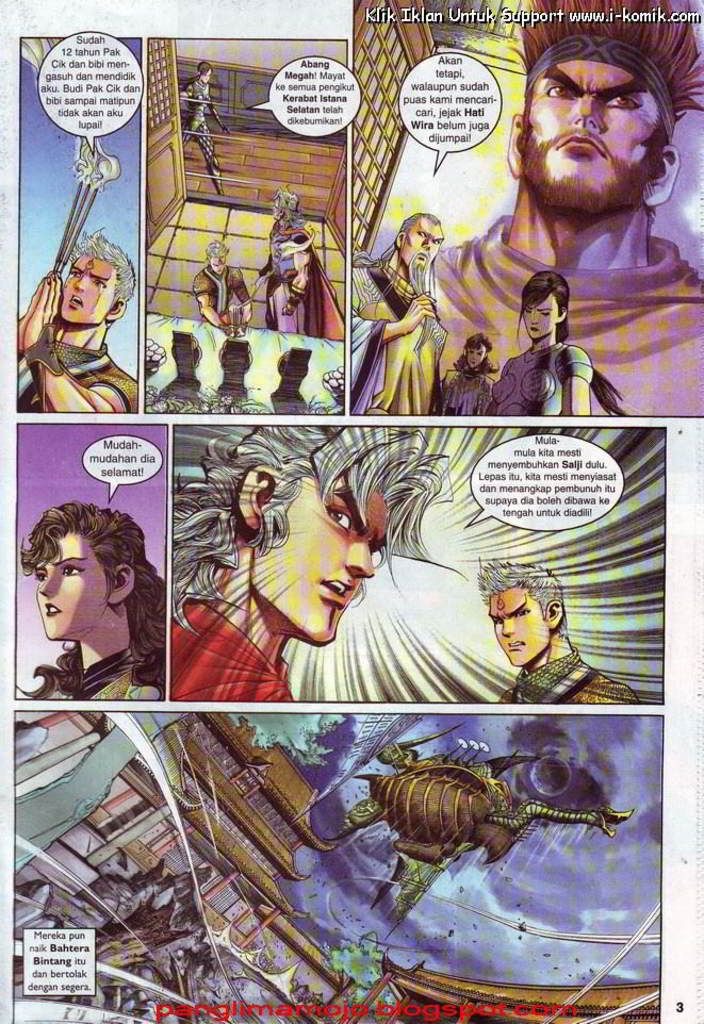 Klik Iklan Untuk Support www.i-komik.com
Sudah
12 tahun Pak
Cik dan bibi men-
gasuh dan mendidik
aku. Budi Pak Cik dan
bibi sampai matipun
tidak akan aku
lupai!
Abang
Megah! Mayat
ke semua pengikut
Kerabat Istana
Selatan telah
dikebumikan!
Akan
tetapi,
walaupun sudah
puas kami mencari-
cari, jejak Hati
Wira belum juga
dijumpai!
Mudah-
mudahan dia
selamat!
Mula-
mula kita mesti
menyembuhkan Salji dulu.
Lepas itu, kita mesti menyiasat
dan menangkap pembunuh itu
supaya dia boleh dibawa ke
tengah untuk diadili!
Mereka pun
naik Bahtera
Bintang itu
dan bertolak
dengan segera.
panglimamojo.blogspot.com
3